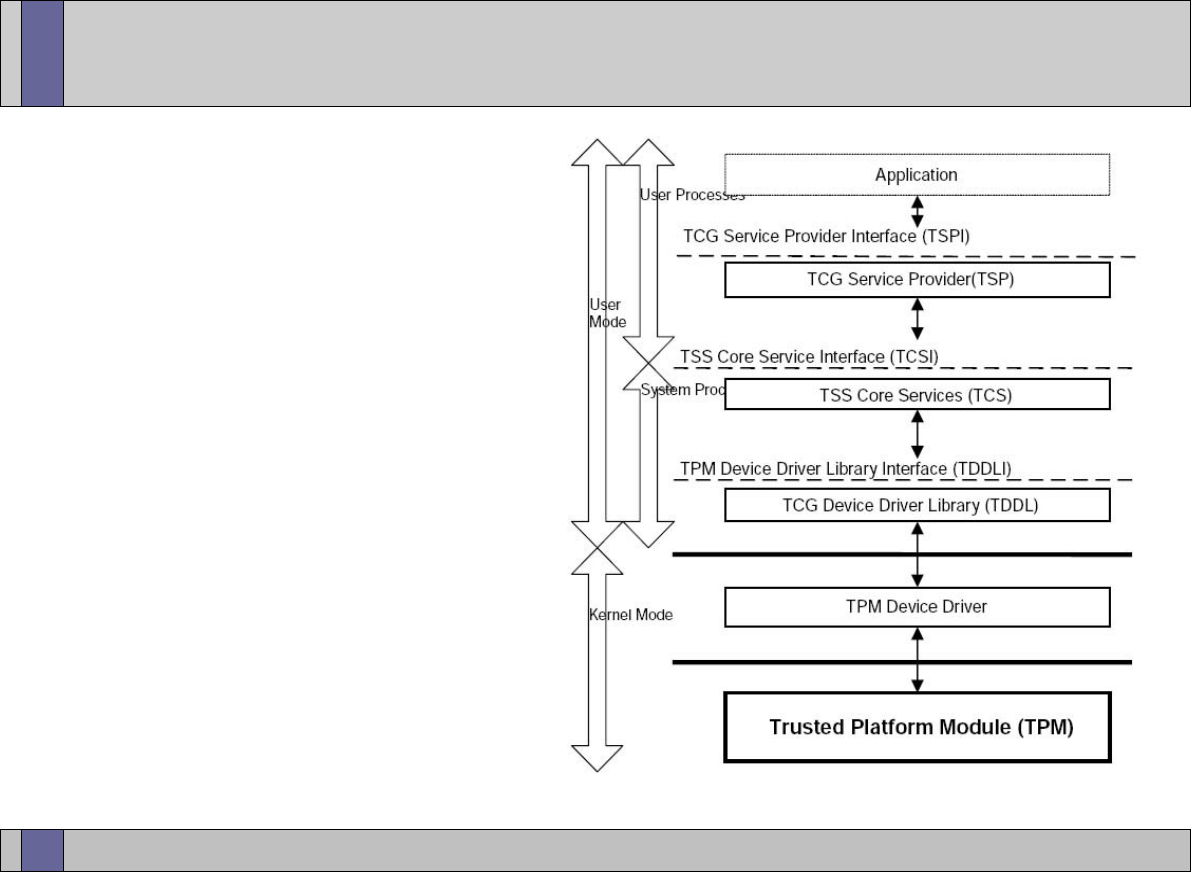 Application
User Processes
TCG Service Provider Interface (TSPI)
TCG Service Provider(TSP)
User
Mode
TSS Core Service Interface (TCSI)
System Proc
TSS Core Services (TCS)
TPM Device Driver Library Interface (TDDLI)
TCG Device Driver Library (TDDL)
TPM Device Driver
Kernel Mode
Trusted Platform Module (TPM)